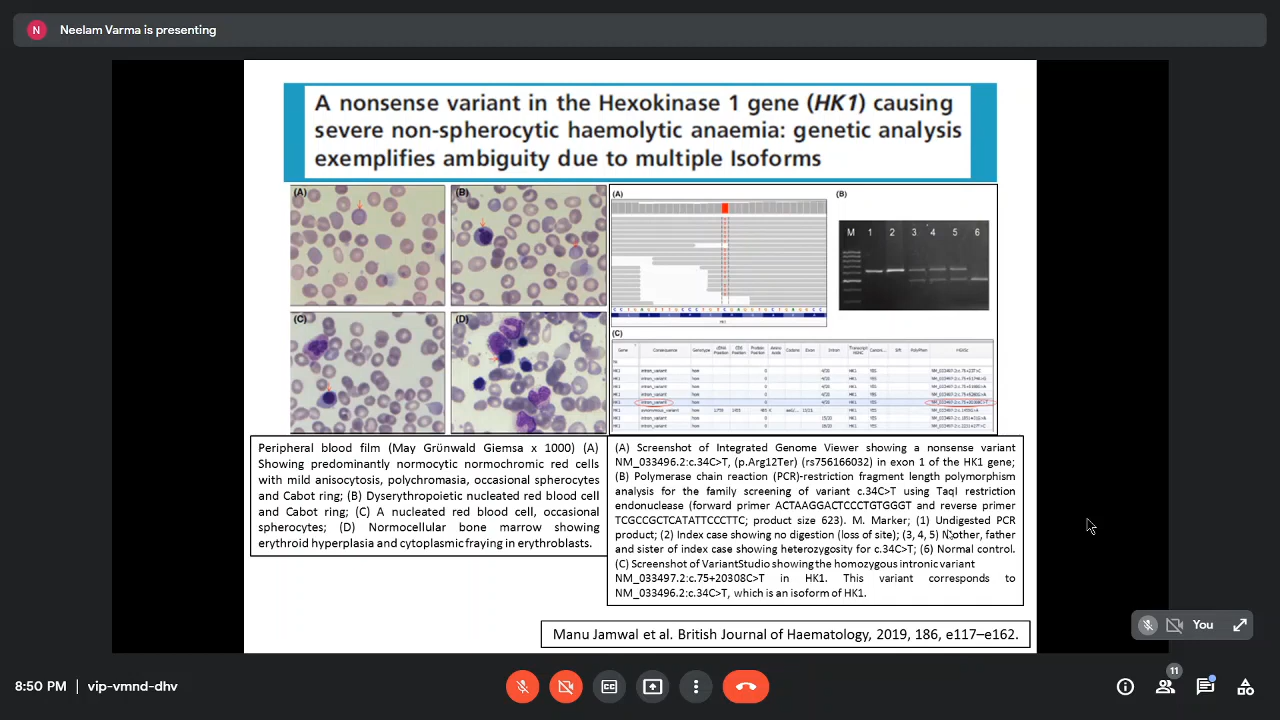 N Neelam Varma is presenting
A nonsense variant in the Hexokinase 1 gene (HK1) causing
severe non-spherocytic haemolytic anaemia: genetic analysis
exemplifies ambiguity due to multiple Isoforms
(A)
(B)
(C)
(D)
(A)
(B)
M 1 2 3 4 5 6
(C)
Peripheral blood film (May Grünwald Giemsa x 1000) (A)
Showing predominantly normocytic normochromic red cells
with mild anisocytosis, polychromasia, occasional spherocytes
and Cabot ring; (B) Dyserythropoietic nucleated red blood cell
and Cabot ring; (C) A nucleated red blood cell, occasional
spherocytes; (D) Normocellular bone marrow showing
erythroid hyperplasia and cytoplasmic fraying in erythroblasts.
(A) Screenshot of Integrated Genome Viewer showing a nonsense variant
NM_033496.2:c.34C>T, (p.Arg12Ter) (rs756166032) in exon 1 of the HK1 gene;
(B) Polymerase chain reaction (PCR)-restriction fragment length polymorphism
analysis for the family screening of variant c.34C>T using TaqI restriction
endonuclease (forward primer ACTAAGGACTCCCTGTGGGT and reverse primer
TCGCCGCTCATATTCCCTTC; product size 623). M. Marker; (1) Undigested PCR
product; (2) Index case showing no digestion (loss of site); (3, 4, 5) Mother, father
and sister of index case showing heterozygosity for c.34C>T; (6) Normal control.
(C) Screenshot of VariantStudio showing the homozygous intronic variant
NM_033497.2:c.75+20308C>T in HK1. This variant corresponds to
NM_033496.2:c.34C>T, which is an isoform of HK1.
Manu Jamwal et al. British Journal of Haematology, 2019, 186, e117–e162.
You
8:50 PM | vip-vmnd-dhv
11